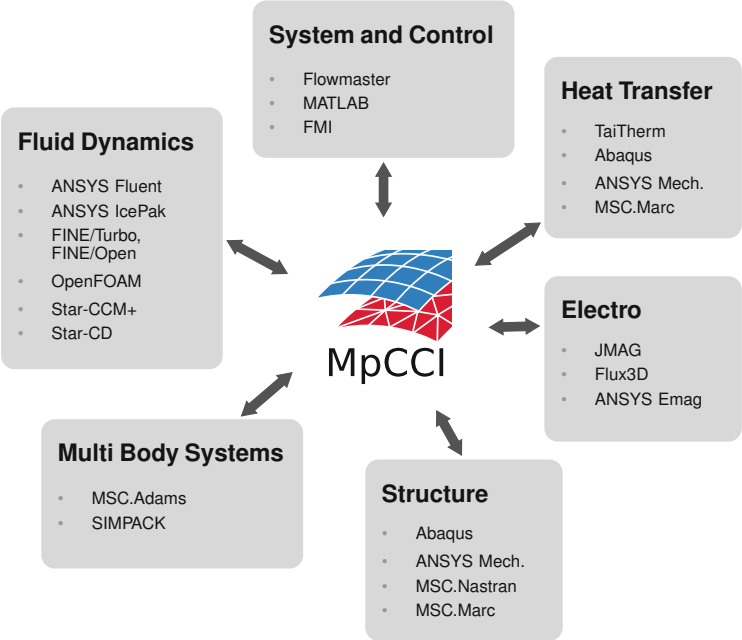 System and Control
• Flowmaster
• MATLAB
• FMI
Heat Transfer
• TaiTherm
• Abaqus
• ANSYS Mech.
• MSC.Marc
Fluid Dynamics
• ANSYS Fluent
• ANSYS IcePak
• FINE/Turbo,
FINE/Open
• OpenFOAM
• Star-CCM+
• Star-CD
MpCCI
Electro
• JMAG
• Flux3D
• ANSYS Emag
Multi Body Systems
• MSC.Adams
• SIMPACK
Structure
• Abaqus
• ANSYS Mech.
• MSC.Nastran
• MSC.Marc